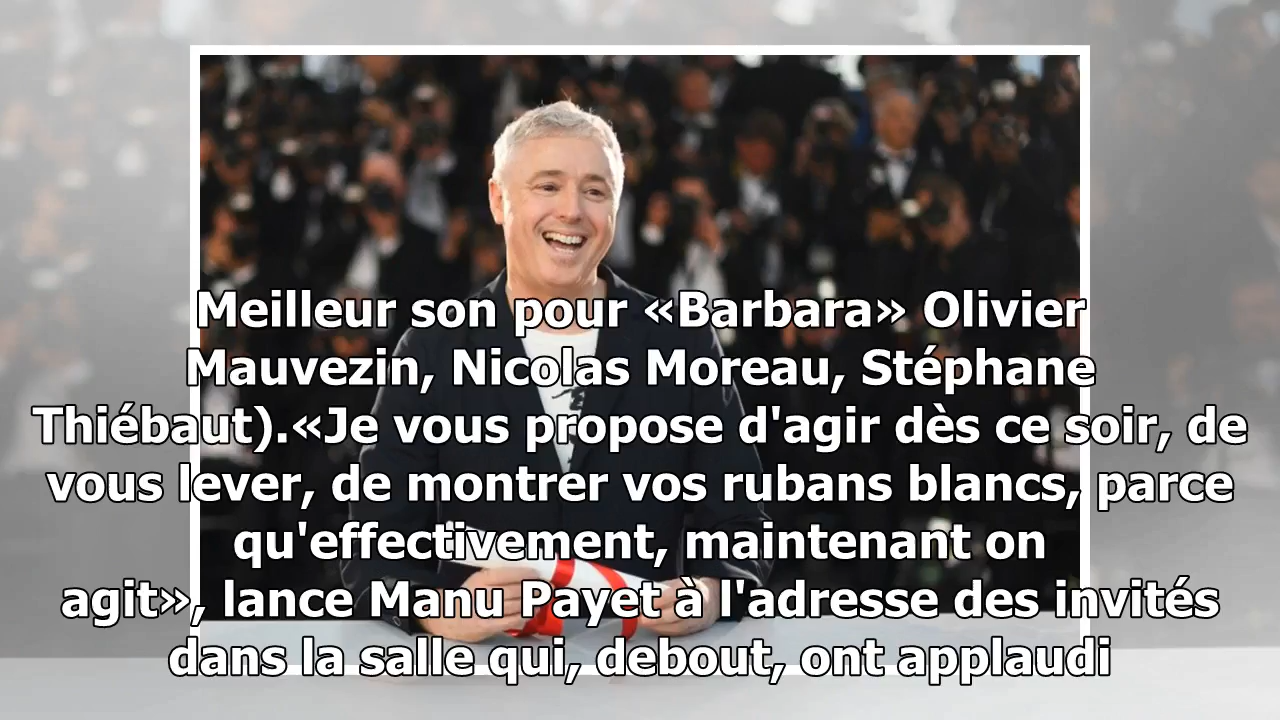 Meilleur son pour «Barbara» Olivier
Mauvezin, Nicolas Moreau, Stéphane
Thiébaut).«Je vous propose d'agir dès ce soir, de
vous lever, de montrer vos rubans blancs, parce
qu'effectivement, maintenant on
agit», lance Manu Payet à l'adresse des invités
dans la salle qui, debout, ont applaudi